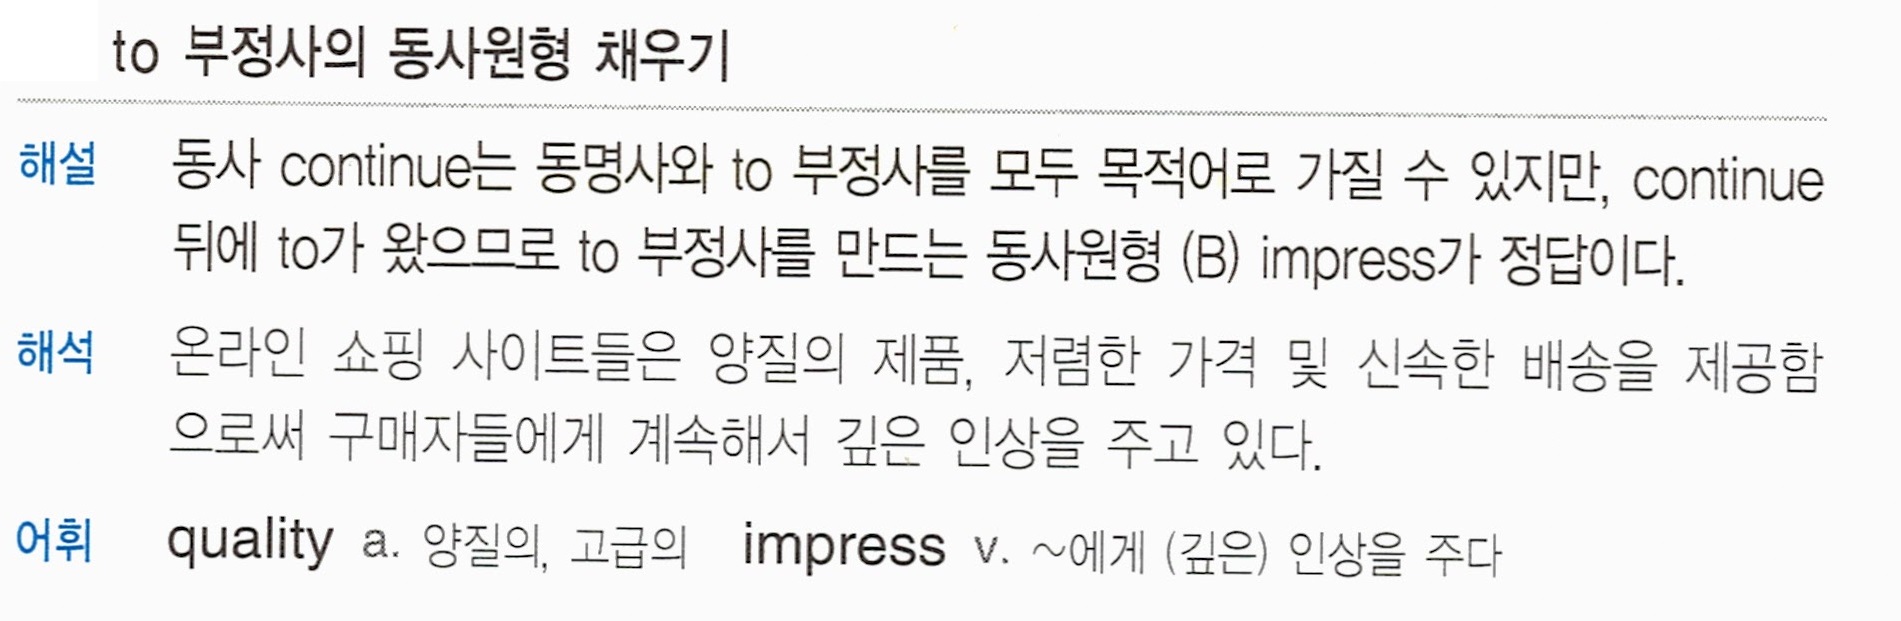 to 부정사의 동사원형 채우기
해설 동사 continue는 동명사와 to 부정사를 모두 목적어로 가질 수 있지만, continue
뒤에 to가 왔으므로 to 부정사를 만드는 동사원형 (B) impress가 정답이다.
해석 온라인 쇼핑 사이트들은 양질의 제품, 저렴한 가격 및 신속한 배송을 제공함
으로써 구매자들에게 계속해서 깊은 인상을 주고 있다.
어휘 quality a. 양질의, 고급의 impress v. ~에게 (깊은) 인상을 주다